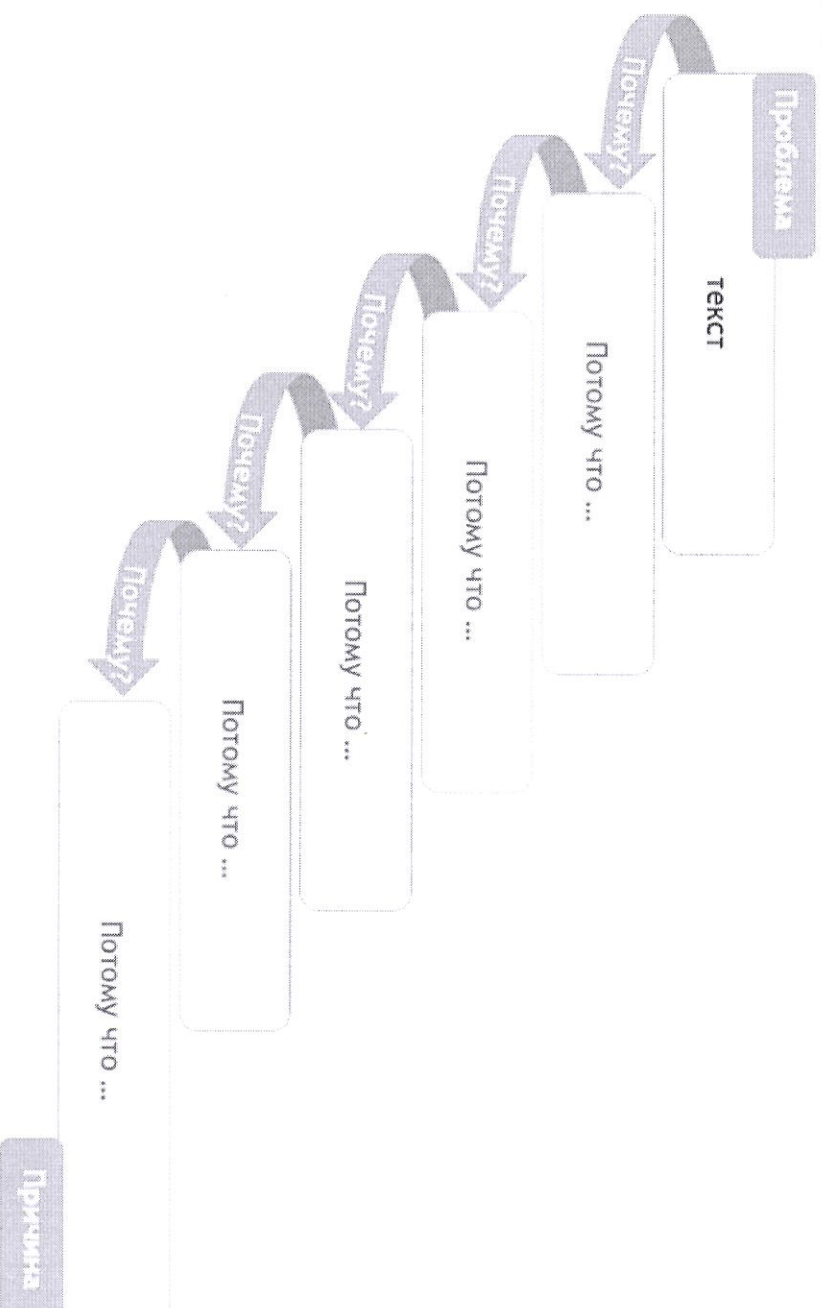 Проблема
текст
Почему?
Потому что ...
Почему?
Потому что ...
Почему?
Потому что ...
Почему?
Потому что ...
Почему?
Потому что ...
Причина